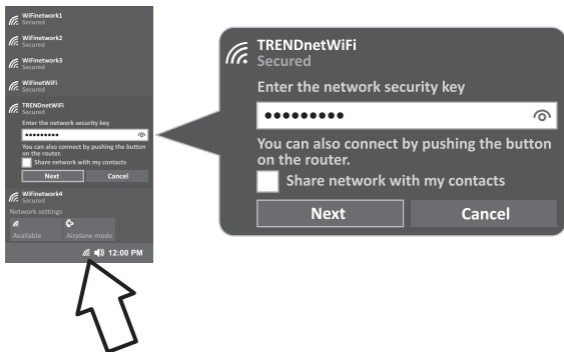 WiFinetwork1
Secured
WiFinetwork2
Secured
WiFinetwork3
Secured
WiFinetWiFi
Secured
TRENDnetWiFi
Secured
Enter the network security key
•••••••••
You can also connect by pushing the button
on the router.
Share network with my contacts
Next Cancel
WiFinetwork4
Secured
Network settings
Available Airplane mode
12:00 PM
TRENDnetWiFi
Secured
Enter the network security key
•••••••••
You can also connect by pushing the button
on the router.
Share network with my contacts
Next Cancel